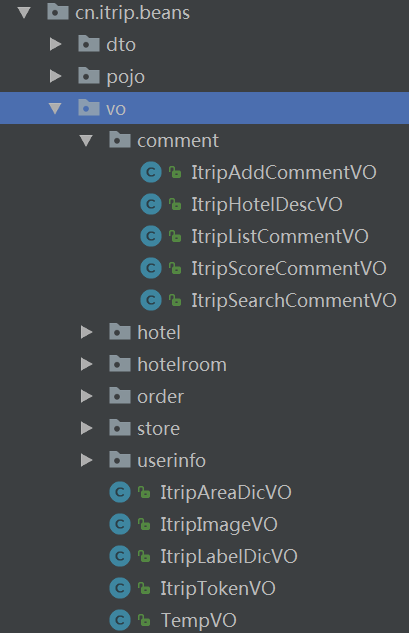 cn.itrip.beans
dto
pojo
vo
comment
C ItripAddCommentVO
C ItripHotelDescVO
C ItripListCommentVO
C ItripScoreCommentVO
C ItripSearchCommentVO
hotel
hotelroom
order
store
userinfo
C ItripAreaDicVO
C ItripImageVO
C ItripLabelDicVO
C ItripTokenVO
C TempVO